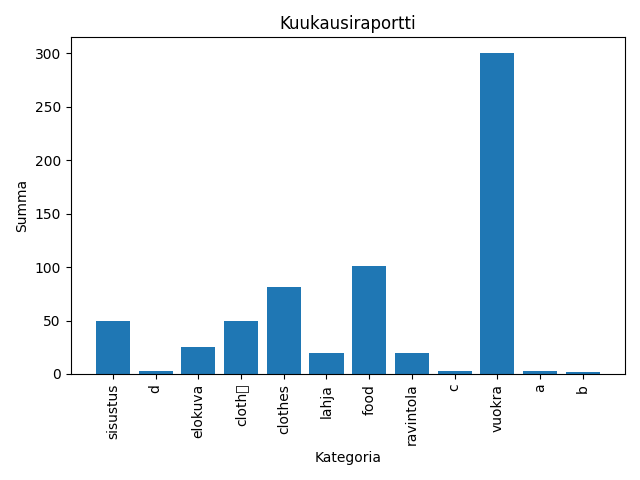 Kuukausiraportti
Summa
300
250
200
150
100
50
0
sisustus
d
elokuva
cloth▯
clothes
lahja
food
ravintola
c
vuokra
a
b
Kategoria